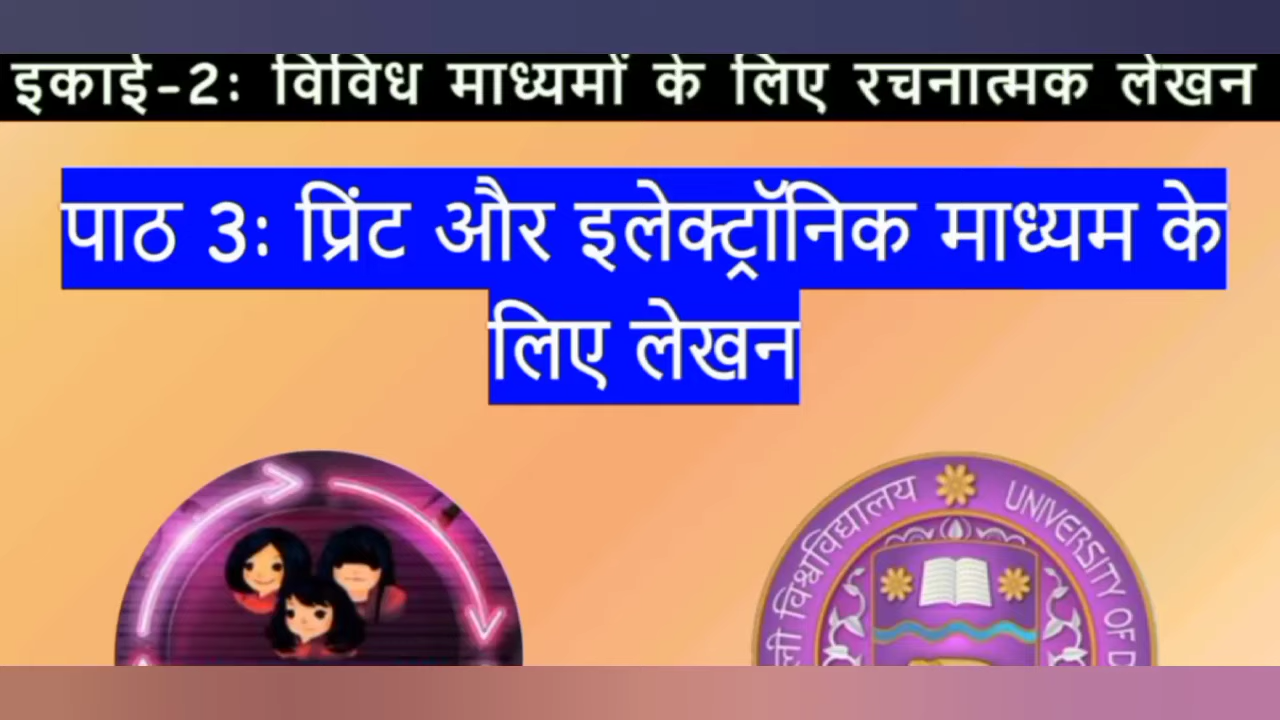 इकाई-2: विविध माध्यमों के लिए रचनात्मक लेखन
पाठ 3: प्रिंट और इलेक्ट्रॉनिक माध्यम के
लिए लेखन
विश्वविद्यालय
UNIVERSITY OF